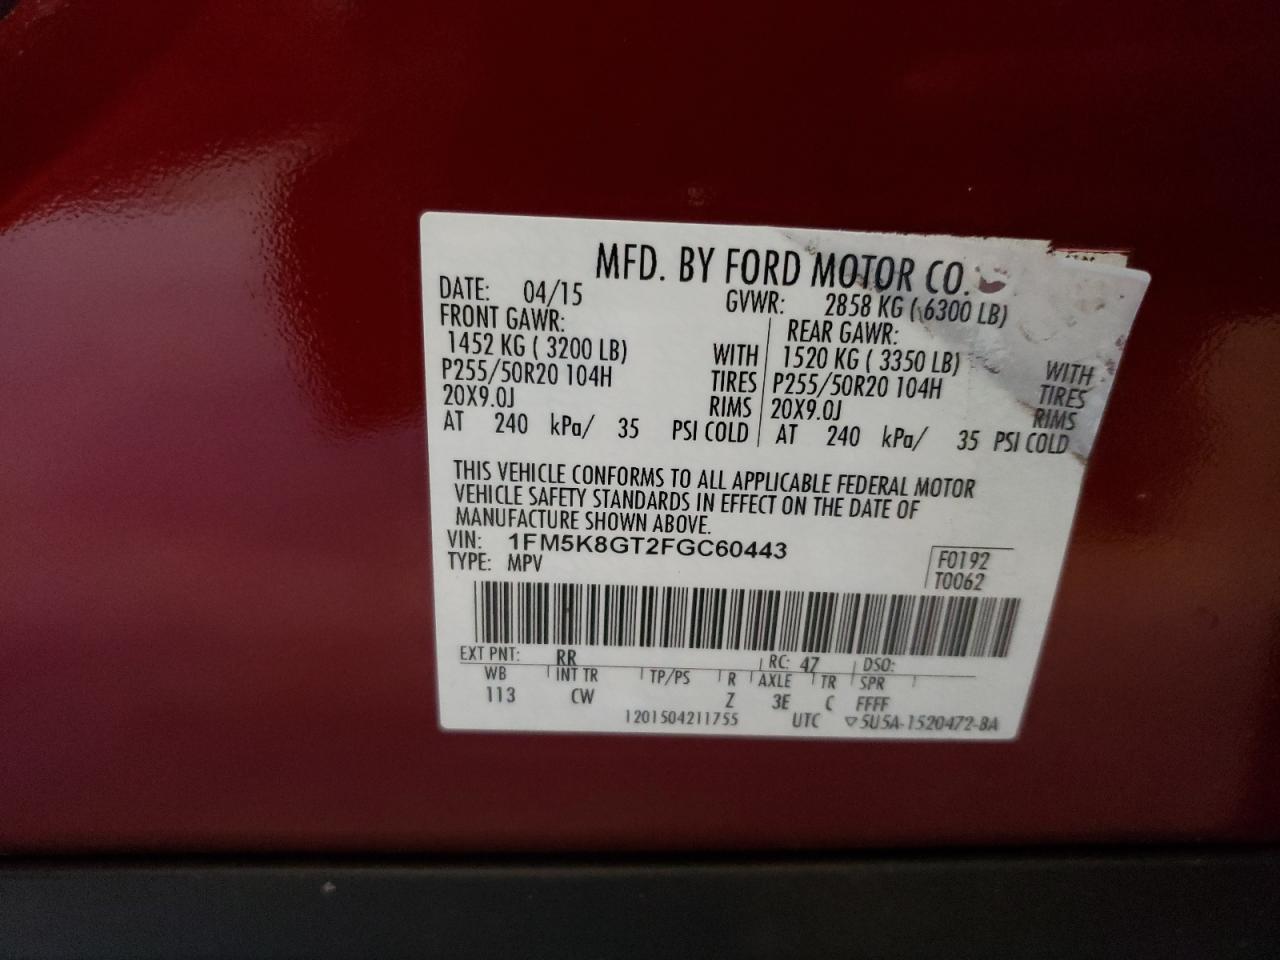 MFD. BY FORD MOTOR CO.
DATE: 04/15 GVWR: 2858 KG ( 6300 LB)
FRONT GAWR: REAR GAWR:
1452 KG ( 3200 LB) WITH 1520 KG ( 3350 LB) WITH
P255/50R20 104H TIRES P255/50R20 104H TIRES
20X9.0J RIMS 20X9.0J RIMS
AT 240 kPa/ 35 PSI COLD AT 240 kPa/ 35 PSI COLD
THIS VEHICLE CONFORMS TO ALL APPLICABLE FEDERAL MOTOR
VEHICLE SAFETY STANDARDS IN EFFECT ON THE DATE OF
MANUFACTURE SHOWN ABOVE.
VIN: 1FM5K8GT2FGC60443
TYPE: MPV F0192
T0062
EXT PNT: RR RC: 47 DSO:
WB INT TR TP/PS R AXLE TR SPR
113 CW Z 3E C FFFF
1201504211755 UTC ▽5U5A-1520472-BA